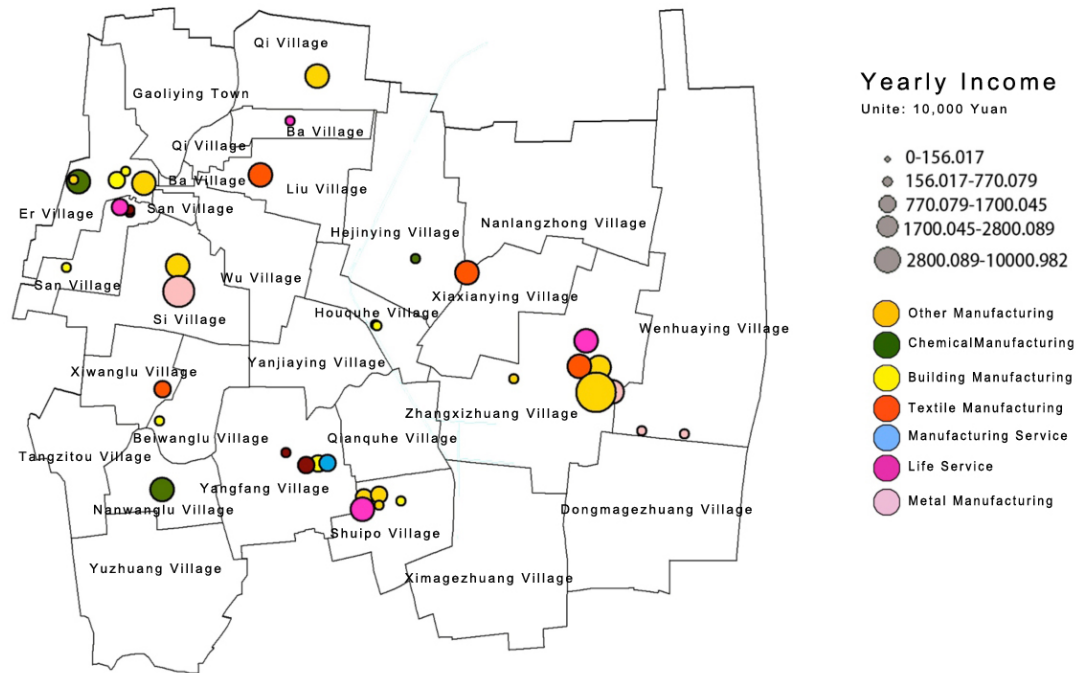 Qi Village
Gaoliying Town
Ba Village
Qi Village
Ba Village
Liu Village
Er Village
San Village
Nanlangzhong Village
Hejinying Village
San Village
Wu Village
Xiaxianying Village
Si Village
Houquhe Village
Wenhuaying Village
Xiwanglu Village
Yanjiaying Village
Zhangxizhuang Village
Beiwanglu Village
Qianquhe Village
Tangzitou Village
Yangfang Village
Nanwanglu Village
Dongmagezhuang Village
Shuipo Village
Yuzhuang Village
Ximagezhuang Village
Yearly Income
Unite: 10,000 Yuan
0-156.017
156.017-770.079
770.079-1700.045
1700.045-2800.089
2800.089-10000.982
Other Manufacturing
ChemicalManufacturing
Building Manufacturing
Textile Manufacturing
Manufacturing Service
Life Service
Metal Manufacturing